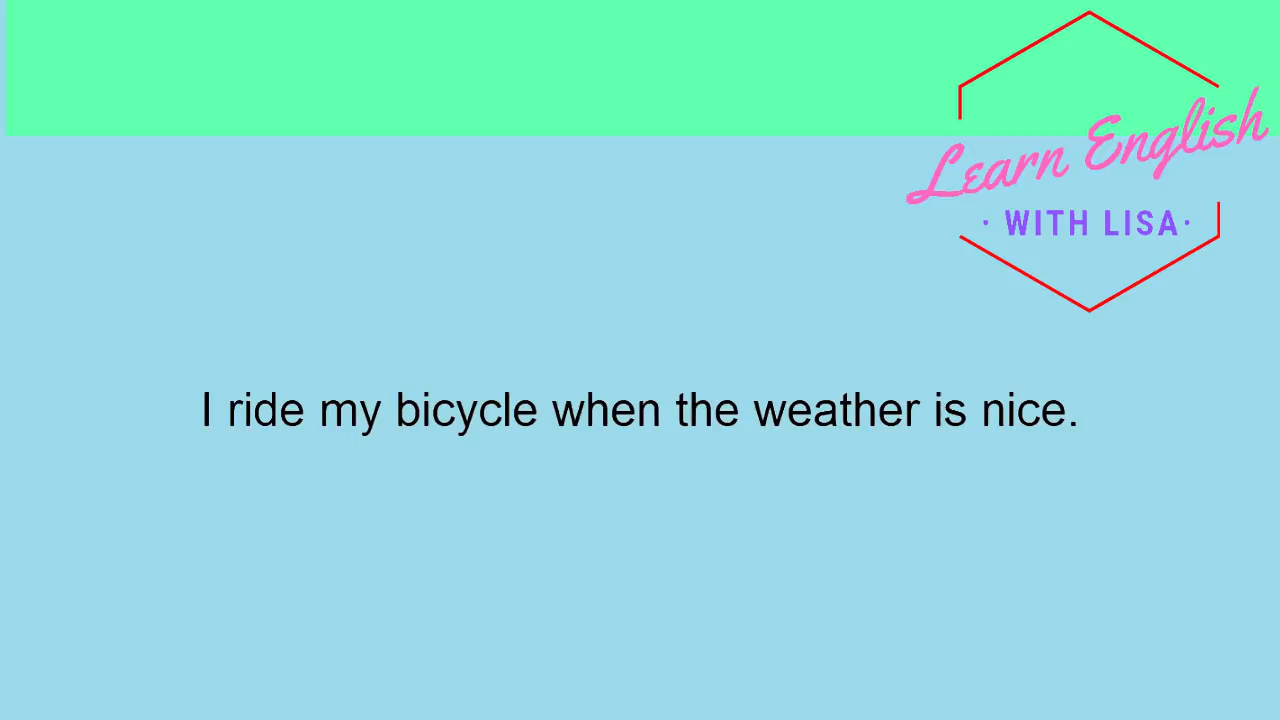 Learn English
· WITH LISA·
I ride my bicycle when the weather is nice.